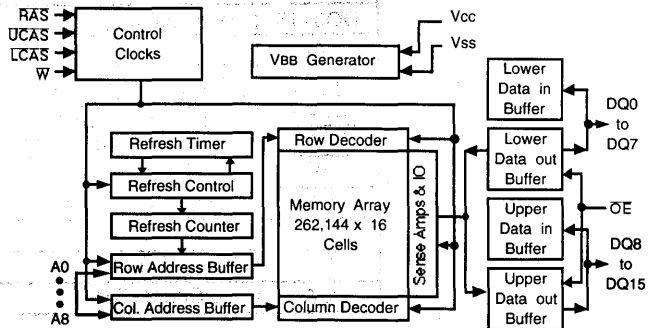 RAS
UCAS
LCAS
W
Control
Clocks
VBB Generator
Vcc
Vss
Lower
Data in
Buffer
DQ0
to
DQ7
Lower
Data out
Buffer
OE
Upper
Data in
Buffer
DQ8
to
DQ15
Upper
Data out
Buffer
Refresh Timer
Refresh Control
Refresh Counter
Row Address Buffer
Col. Address Buffer
A0
A8
Row Decoder
Memory Array
262,144 x 16
Cells
Sense Amps & IO
Column Decoder